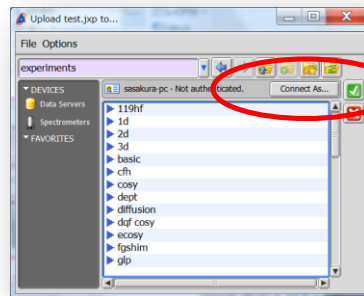 Upload test.jxp to...
File Options
experiments
DEVICES
Data Servers
Spectrometers
FAVORITES
sasakura-pc - Not authenticated.
Connect As...
119hf
1d
2d
3d
basic
cfh
cosy
dept
diffusion
dqf cosy
ecosy
fgshim
glp